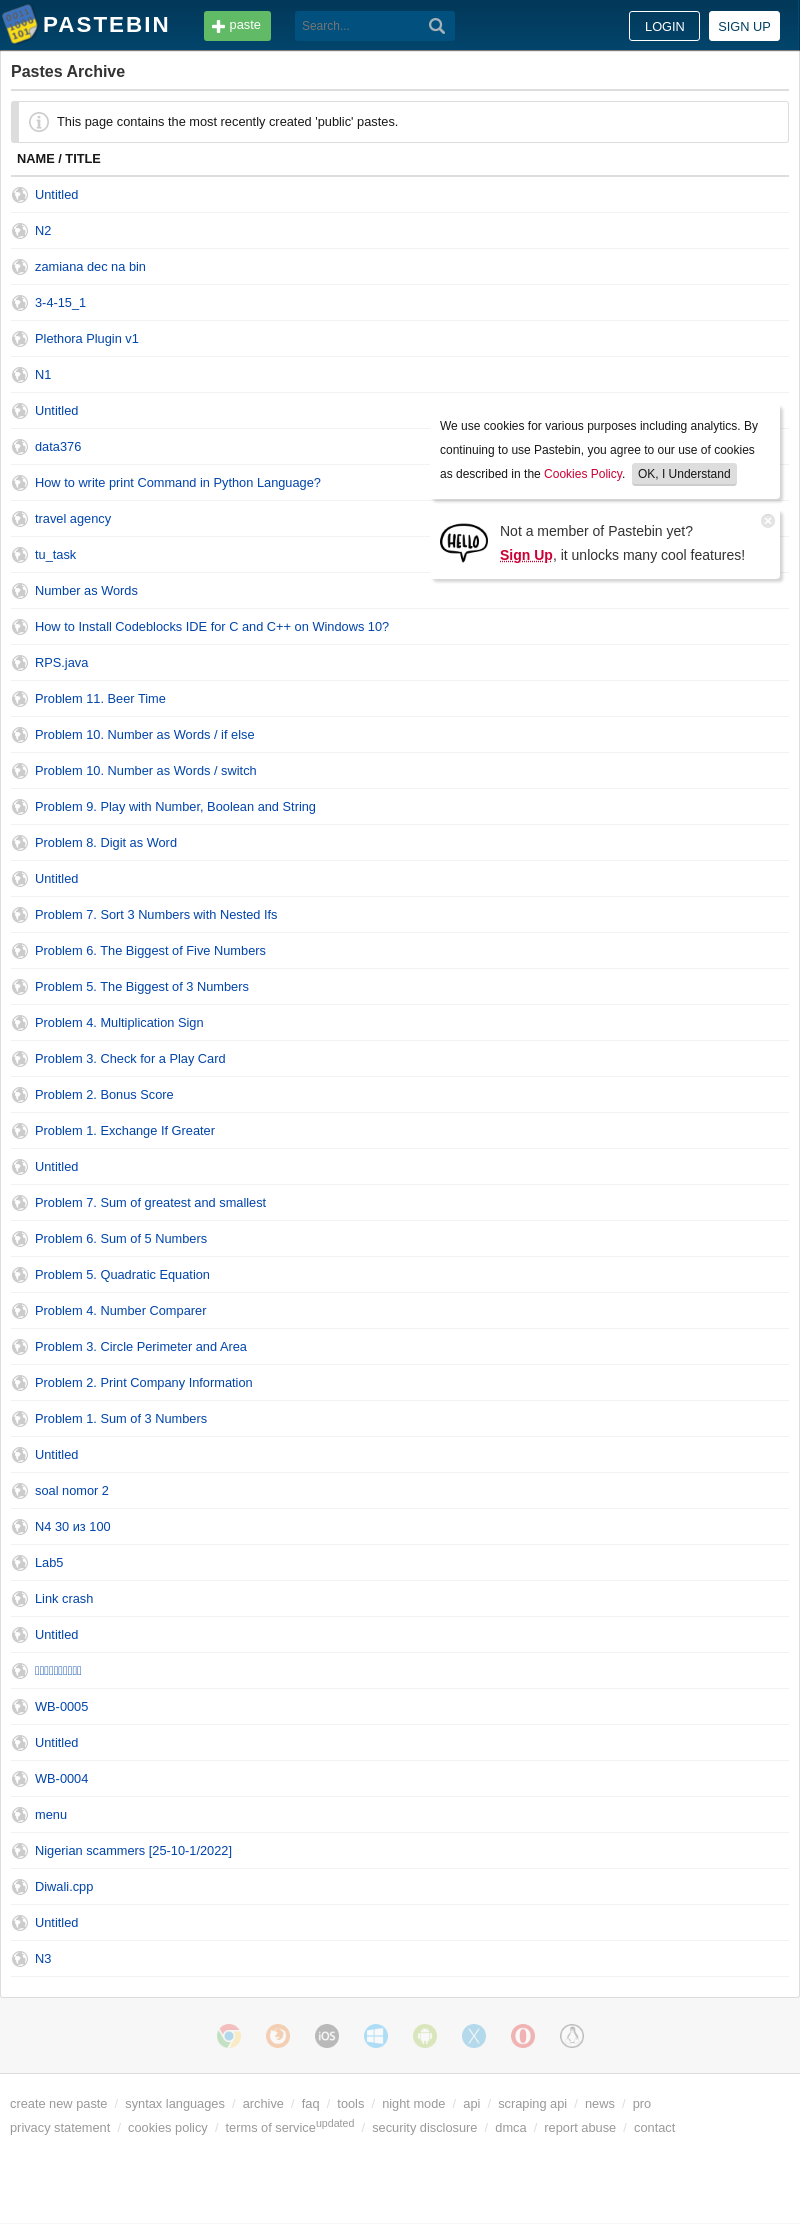 PASTEBIN
paste
Search...
LOGIN
SIGN UP
Pastes Archive
This page contains the most recently created 'public' pastes.
NAME / TITLE
Untitled
N2
zamiana dec na bin
3-4-15_1
Plethora Plugin v1
N1
Untitled
data376
How to write print Command in Python Language?
travel agency
tu_task
Number as Words
We use cookies for various purposes including analytics. By
continuing to use Pastebin, you agree to our use of cookies
as described in the Cookies Policy. OK, I Understand
HELLO
Not a member of Pastebin yet?
Sign Up, it unlocks many cool features!
How to Install Codeblocks IDE for C and C++ on Windows 10?
RPS.java
Problem 11. Beer Time
Problem 10. Number as Words / if else
Problem 10. Number as Words / switch
Problem 9. Play with Number, Boolean and String
Problem 8. Digit as Word
Untitled
Problem 7. Sort 3 Numbers with Nested Ifs
Problem 6. The Biggest of Five Numbers
Problem 5. The Biggest of 3 Numbers
Problem 4. Multiplication Sign
Problem 3. Check for a Play Card
Problem 2. Bonus Score
Problem 1. Exchange If Greater
Untitled
Problem 7. Sum of greatest and smallest
Problem 6. Sum of 5 Numbers
Problem 5. Quadratic Equation
Problem 4. Number Comparer
Problem 3. Circle Perimeter and Area
Problem 2. Print Company Information
Problem 1. Sum of 3 Numbers
Untitled
soal nomor 2
N4 30 из 100
Lab5
Link crash
Untitled
WB-0005
Untitled
WB-0004
menu
Nigerian scammers [25-10-1/2022]
Diwali.cpp
Untitled
N3
iOS
create new paste / syntax languages / archive / faq / tools / night mode / api / scraping api / news / pro
privacy statement / cookies policy / terms of service updated / security disclosure / dmca / report abuse / contact